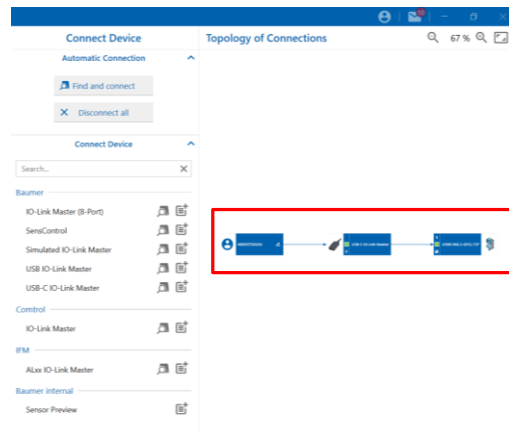 10
Connect Device
Topology of Connections
67 %
Automatic Connection
Find and connect
Disconnect all
Connect Device
Search...
Baumer
IO-Link Master (8-Port)
SensControl
Simulated IO-Link Master
USB IO-Link Master
USB-C IO-Link Master
USB-C IO-Link Master
Comtrol
IO-Link Master
IFM
ALxx IO-Link Master
Baumer internal
Sensor Preview